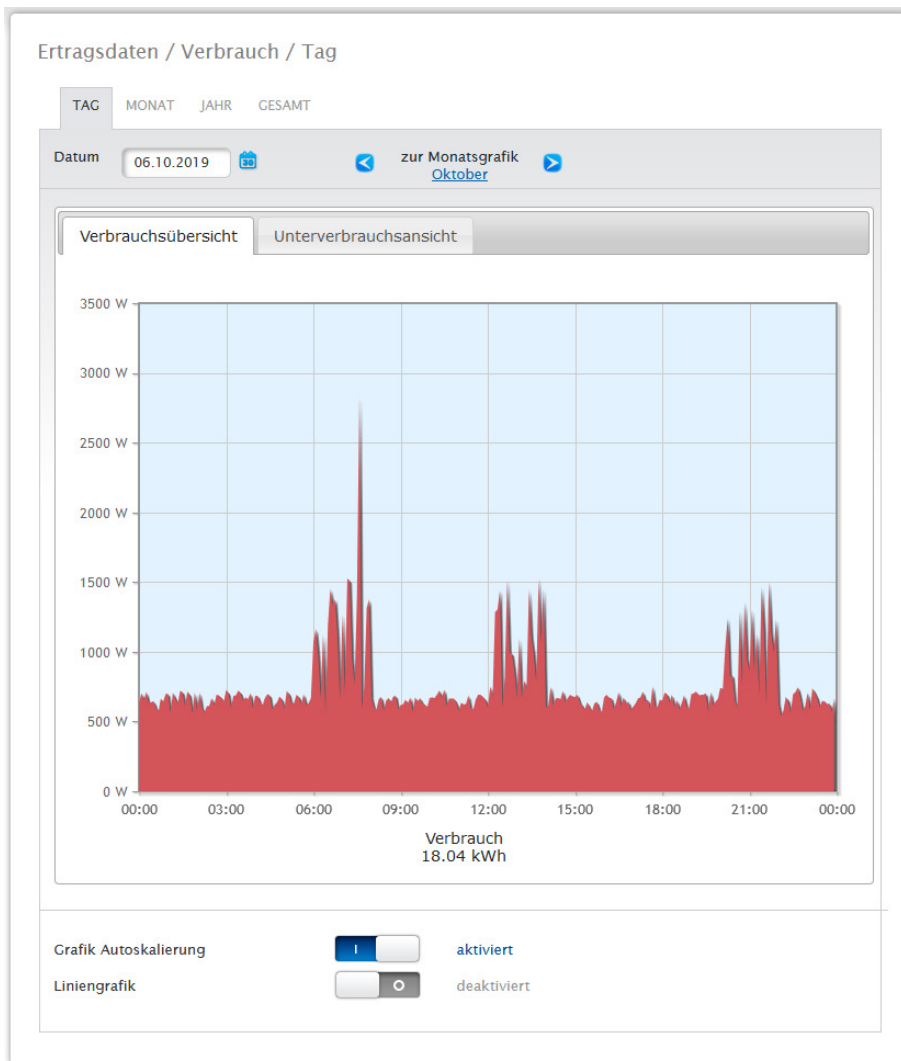 Ertragsdaten / Verbrauch / Tag
TAG MONAT JAHR GESAMT
Datum 06.10.2019 30 zur Monatsgrafik
Oktober
Verbrauchsübersicht Unterverbrauchsansicht
3500 W
3000 W
2500 W
2000 W
1500 W
1000 W
500 W
0 W
00:00 03:00 06:00 09:00 12:00 15:00 18:00 21:00 00:00
Verbrauch
18.04 kWh
Grafik Autoskalierung I aktiviert
Liniengrafik O deaktiviert